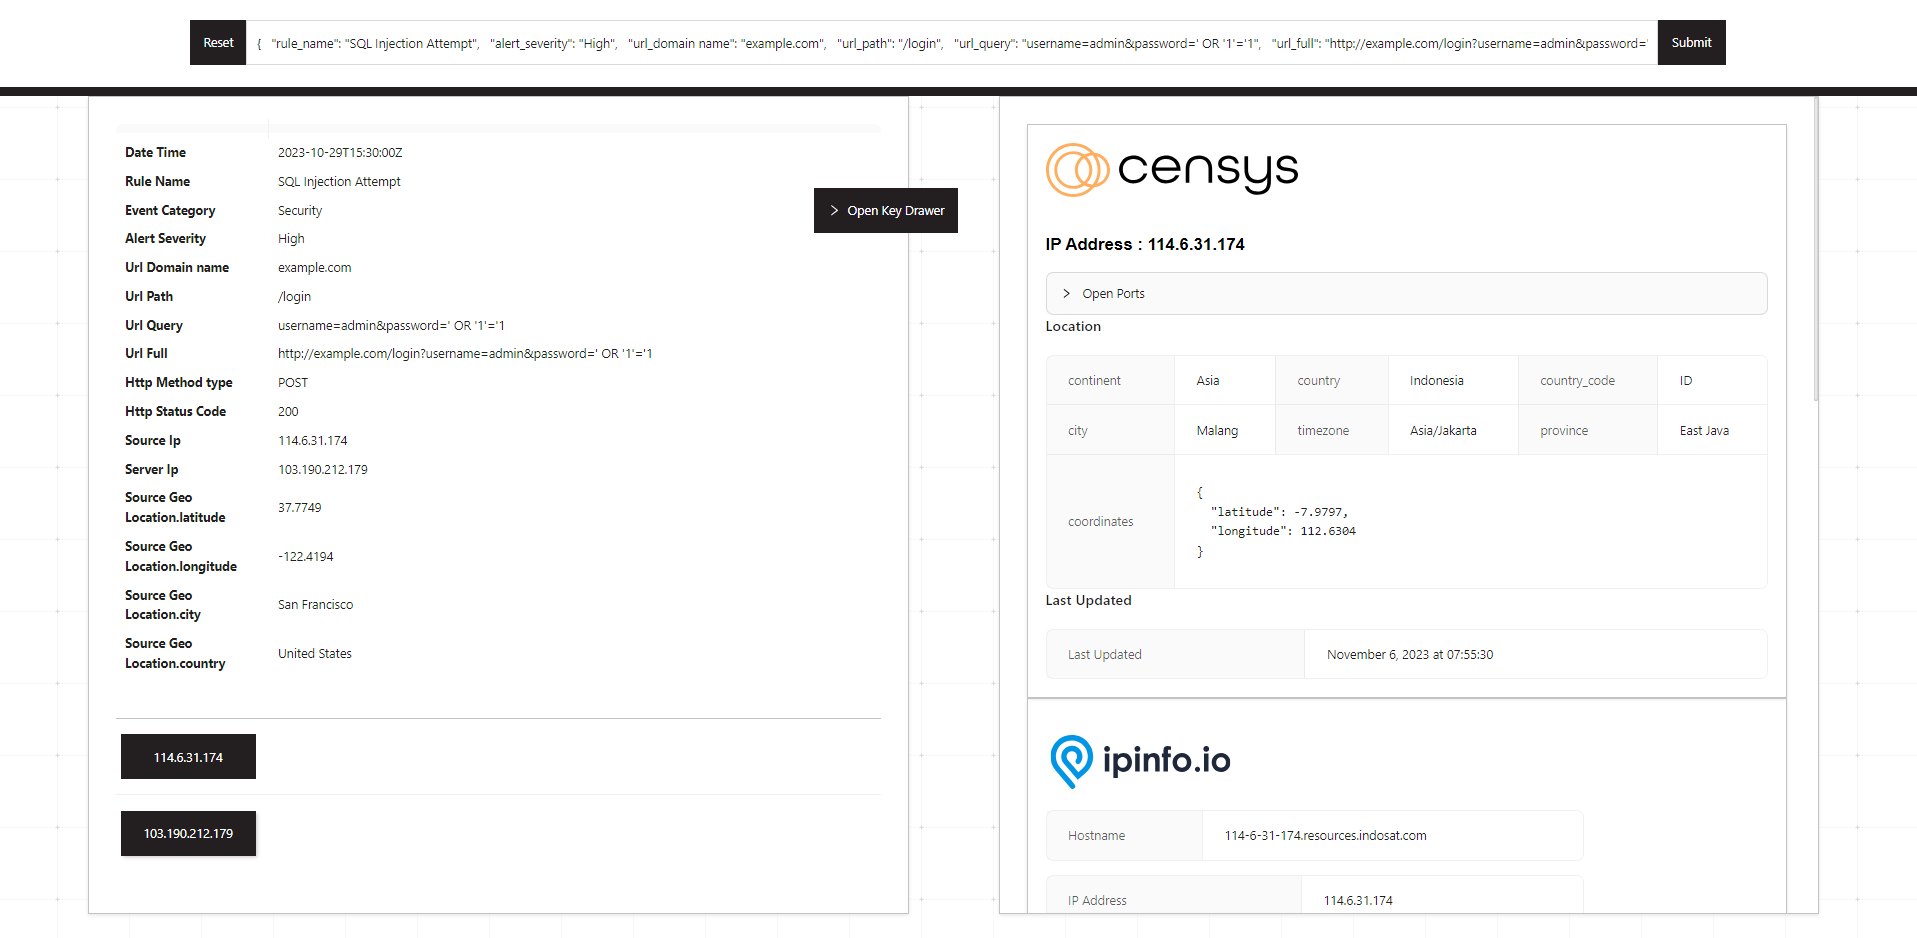 Reset
{ "rule_name": "SQL Injection Attempt", "alert_severity": "High", "url_domain name": "example.com", "url_path": "/login", "url_query": "username=admin&password=' OR '1'='1", "url_full": "http://example.com/login?username=admin&password='
Submit
Date Time 2023-10-29T15:30:00Z
Rule Name SQL Injection Attempt
Event Category Security
Alert Severity High
Url Domain name example.com
Url Path /login
Url Query username=admin&password=' OR '1'='1
Url Full http://example.com/login?username=admin&password=' OR '1'='1
Http Method type POST
Http Status Code 200
Source Ip 114.6.31.174
Server Ip 103.190.212.179
Source Geo
Location.latitude 37.7749
Source Geo
Location.longitude -122.4194
Source Geo
Location.city San Francisco
Source Geo
Location.country United States
114.6.31.174
103.190.212.179
> Open Key Drawer
censys
IP Address : 114.6.31.174
> Open Ports
Location
continent Asia country Indonesia country_code ID
city Malang timezone Asia/Jakarta province East Java
coordinates
{
"latitude": -7.9797,
"longitude": 112.6304
}
Last Updated
Last Updated November 6, 2023 at 07:55:30
ipinfo.io
Hostname 114-6-31-174.resources.indosat.com
IP Address 114.6.31.174